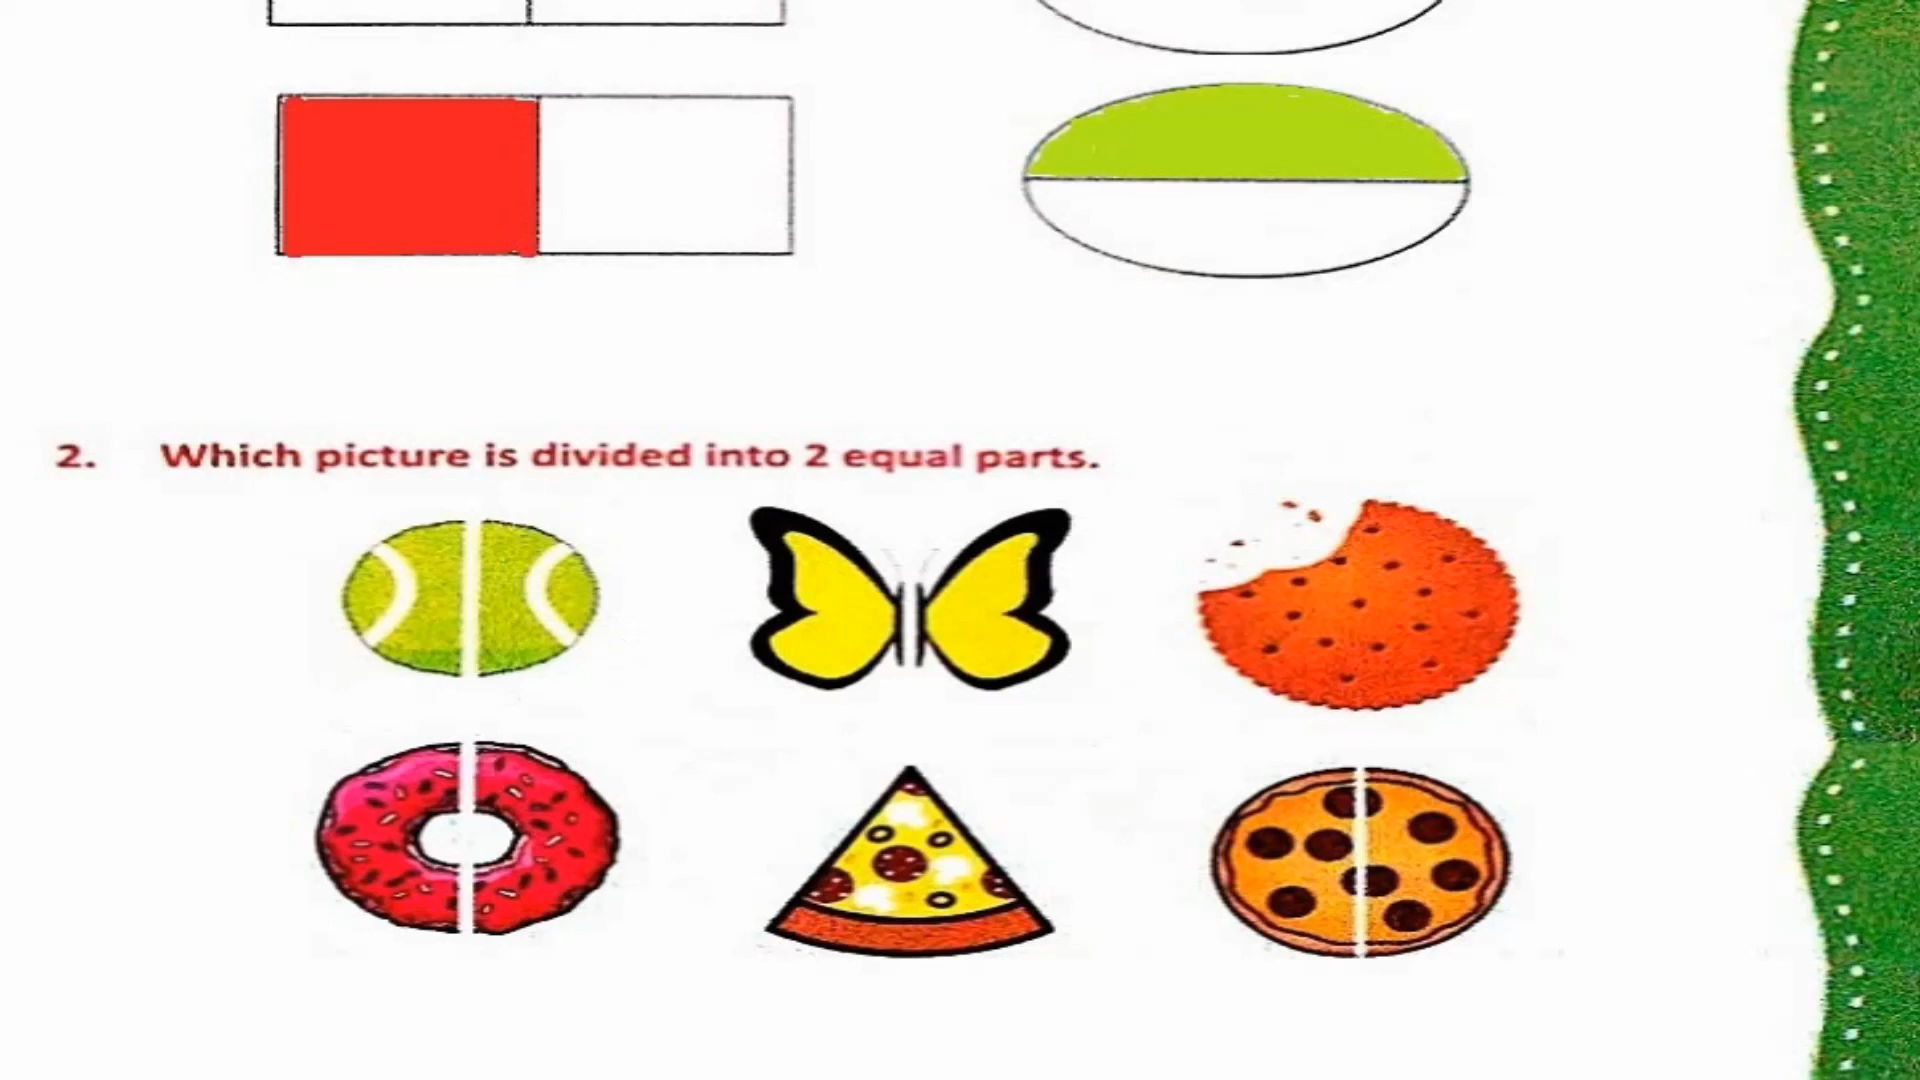 2. Which picture is divided into 2 equal parts.